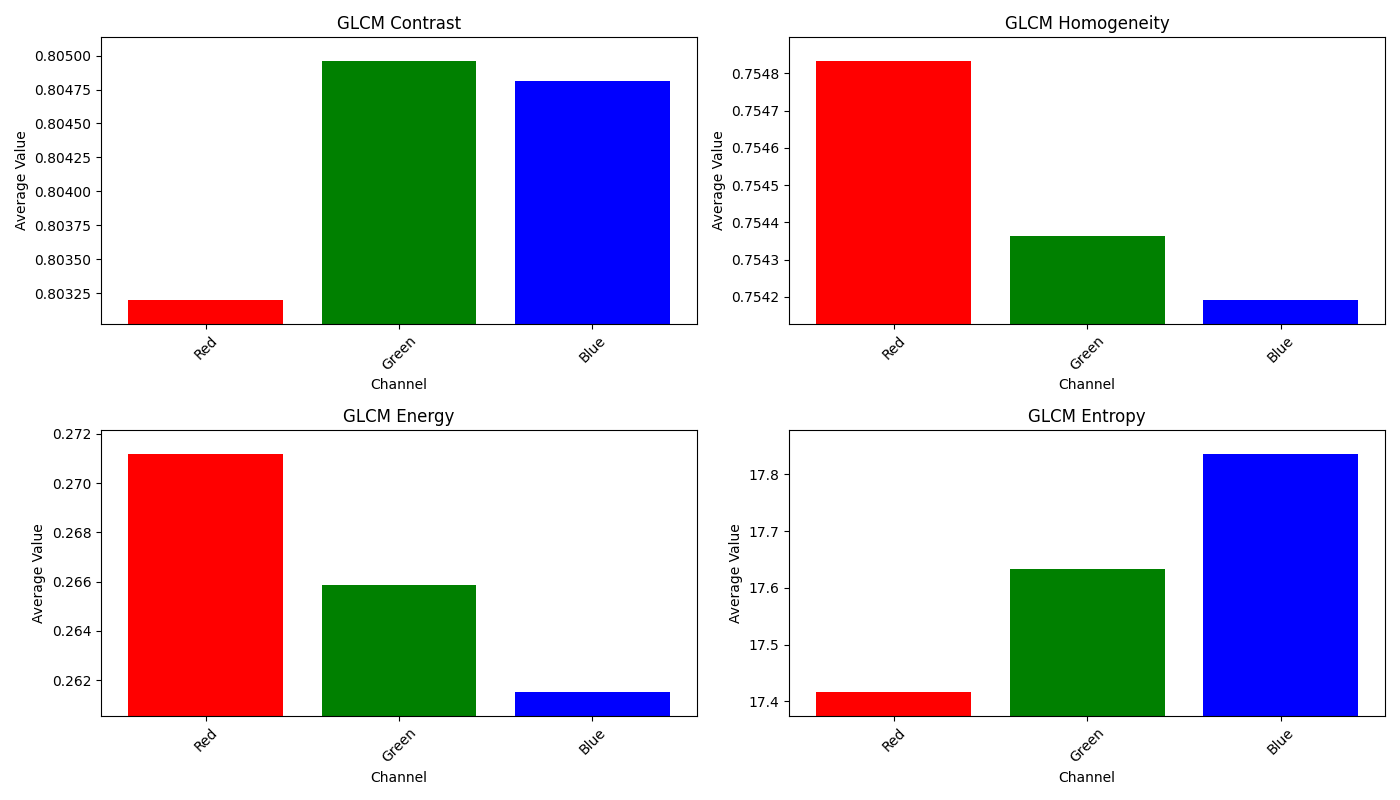 GLCM Contrast
0.80500
0.80475
0.80450
0.80425
0.80400
0.80375
0.80350
0.80325
Average Value
Red
Green
Blue
Channel
GLCM Homogeneity
0.7548
0.7547
0.7546
0.7545
0.7544
0.7543
0.7542
Average Value
Red
Green
Blue
Channel
GLCM Energy
0.272
0.270
0.268
0.266
0.264
0.262
Average Value
Red
Green
Blue
Channel
GLCM Entropy
17.8
17.7
17.6
17.5
17.4
Average Value
Red
Green
Blue
Channel